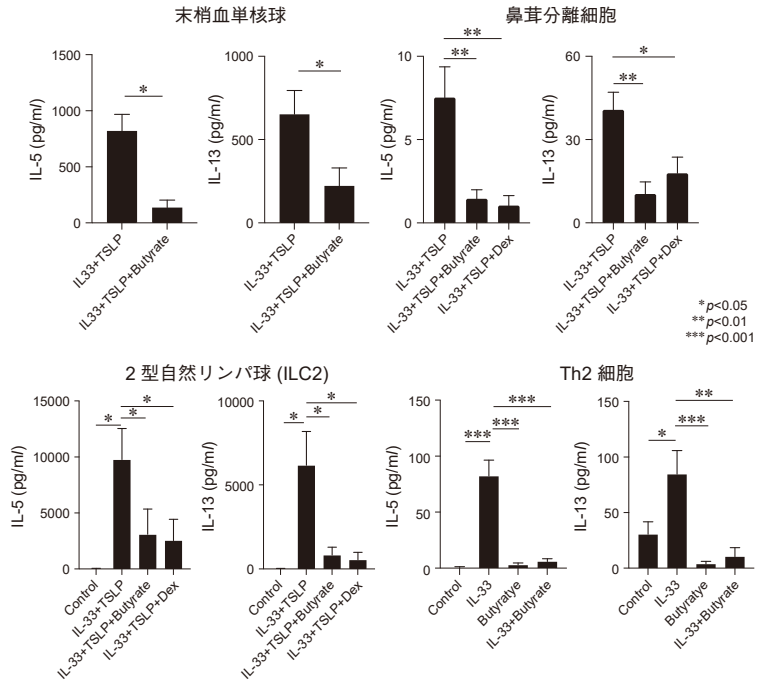 末梢血単核球
鼻茸分離細胞
IL-5 (pg/ml)
1500
1000
500
0
*
IL33+TSLP
IL33+TSLP+Butyrate
IL-13 (pg/ml)
1000
500
0
*
IL-33+TSLP
IL-33+TSLP+Butyrate
IL-5 (pg/ml)
10
5
0
**
**
IL-33+TSLP
IL-33+TSLP+Butyrate
IL-33+TSLP+Dex
IL-13 (pg/ml)
60
30
0
*
**
IL-33+TSLP
IL-33+TSLP+Butyrate
IL-33+TSLP+Dex
*p<0.05
**p<0.01
***p<0.001
2 型自然リンパ球 (ILC2)
Th2 細胞
IL-5 (pg/ml)
15000
10000
5000
0
*
*
*
Control
IL-33+TSLP
IL-33+TSLP+Butyrate
IL-33+TSLP+Dex
IL-13 (pg/ml)
10000
5000
0
*
*
*
Control
IL-33+TSLP
IL-33+TSLP+Butyrate
IL-33+TSLP+Dex
IL-5 (pg/ml)
150
100
50
0
***
***
***
Control
IL-33
Butyratye
IL-33+Butyrate
IL-13 (pg/ml)
150
100
50
0
**
***
*
Control
IL-33
Butyratye
IL-33+Butyrate